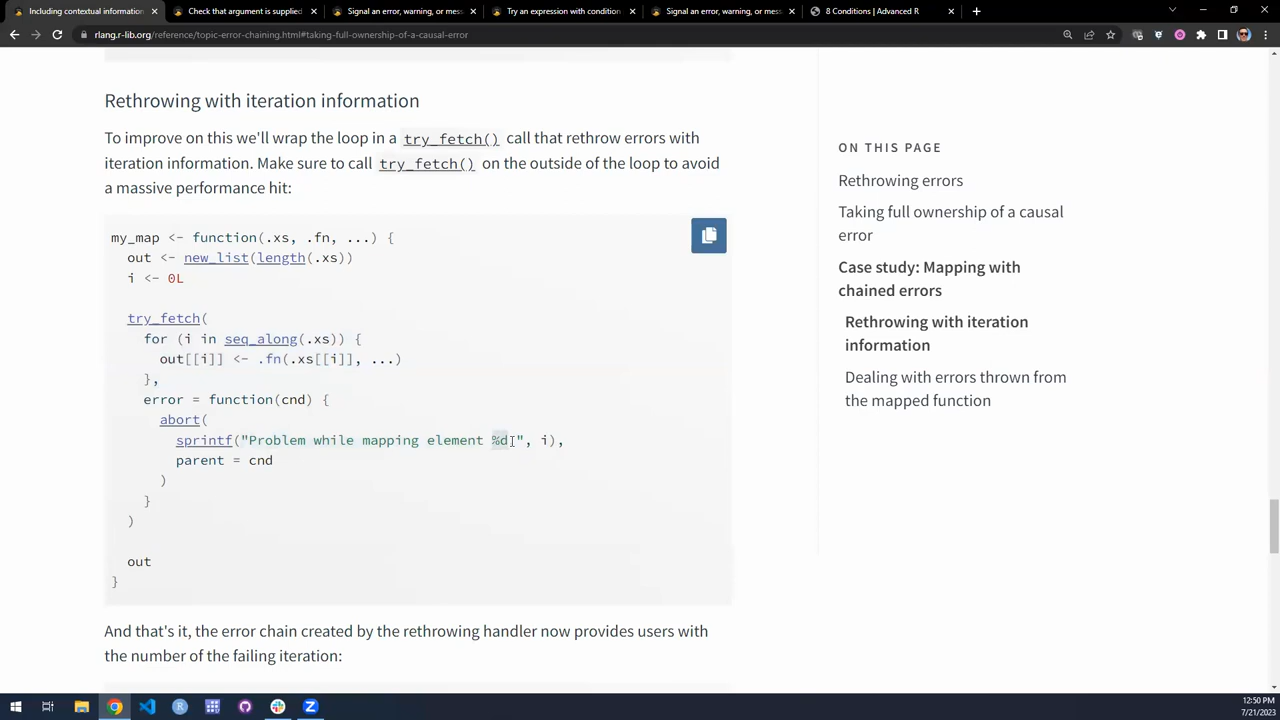 Including contextual information
Check that argument is supplied
Signal an error, warning, or mess
Try an expression with condition
Signal an error, warning, or mess
8 Conditions | Advanced R
rlang.r-lib.org/reference/topic-error-chaining.html#taking-full-ownership-of-a-causal-error
Rethrowing with iteration information
To improve on this we'll wrap the loop in a try_fetch() call that rethrow errors with
iteration information. Make sure to call try_fetch() on the outside of the loop to avoid
a massive performance hit:
my_map <- function(.xs, .fn, ...) {
out <- new_list(length(.xs))
i <- 0L
try_fetch(
for (i in seq_along(.xs)) {
out[[i]] <- .fn(.xs[[i]], ...)
},
error = function(cnd) {
abort(
sprintf("Problem while mapping element %d.", i),
parent = cnd
)
}
)
out
}
And that's it, the error chain created by the rethrowing handler now provides users with
the number of the failing iteration:
ON THIS PAGE
Rethrowing errors
Taking full ownership of a causal
error
Case study: Mapping with
chained errors
Rethrowing with iteration
information
Dealing with errors thrown from
the mapped function
12:50 PM
7/21/2023